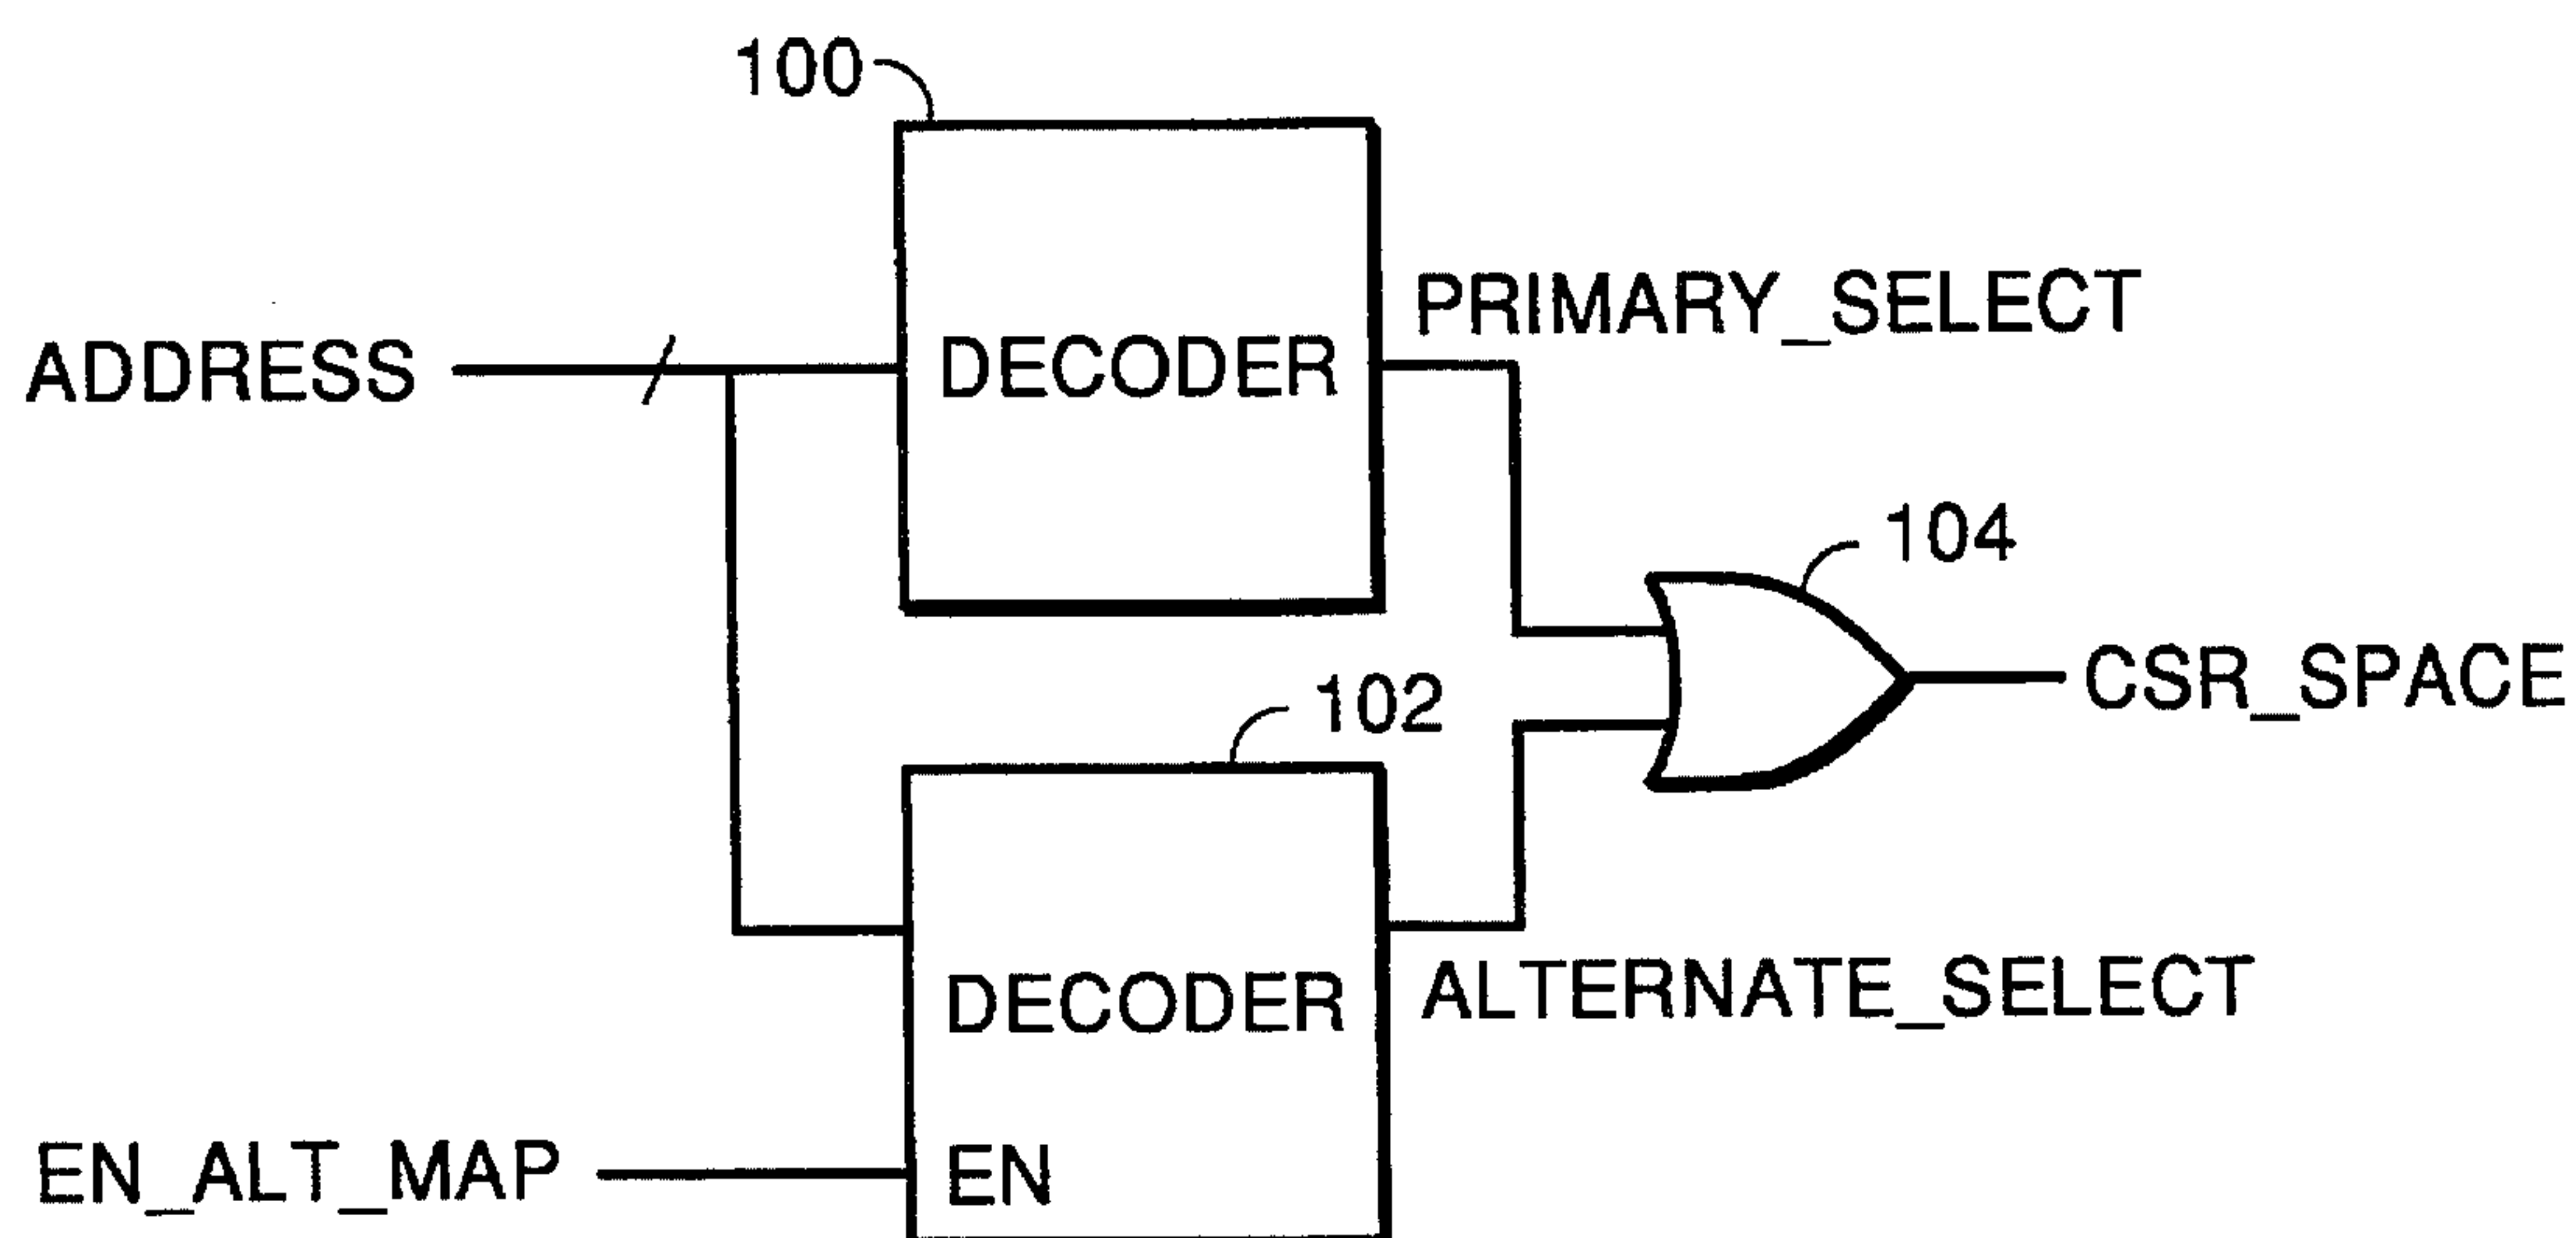 100
PRIMARY_SELECT
ADDRESS
DECODER
104
CSR_SPACE
102
DECODER
ALTERNATE_SELECT
EN_ALT_MAP
EN